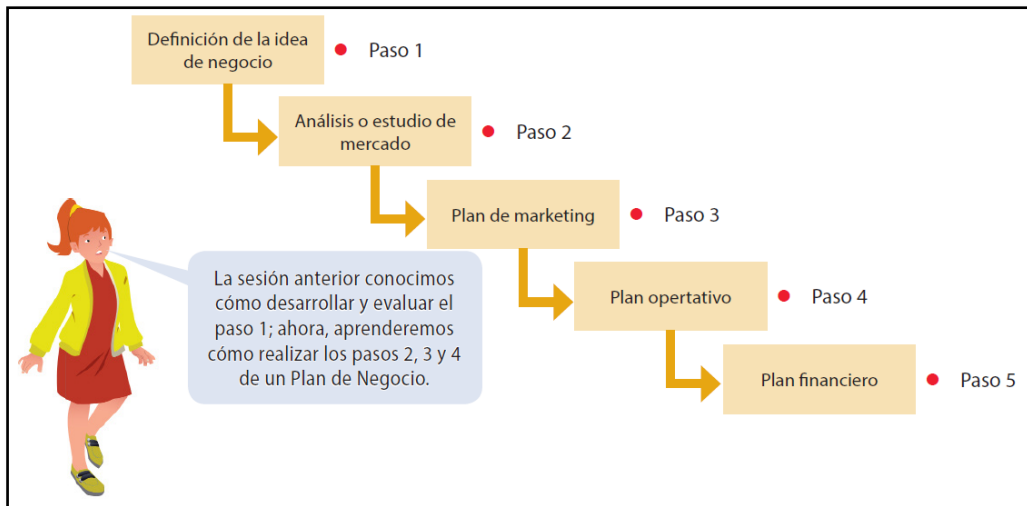 Definición de la idea
de negocio
Paso 1
Análisis o estudio de
mercado
Paso 2
Plan de marketing
Paso 3
La sesión anterior conocimos
cómo desarrollar y evaluar el
paso 1; ahora, aprenderemos
cómo realizar los pasos 2, 3 y 4
de un Plan de Negocio.
Plan opertativo
Paso 4
Plan financiero
Paso 5